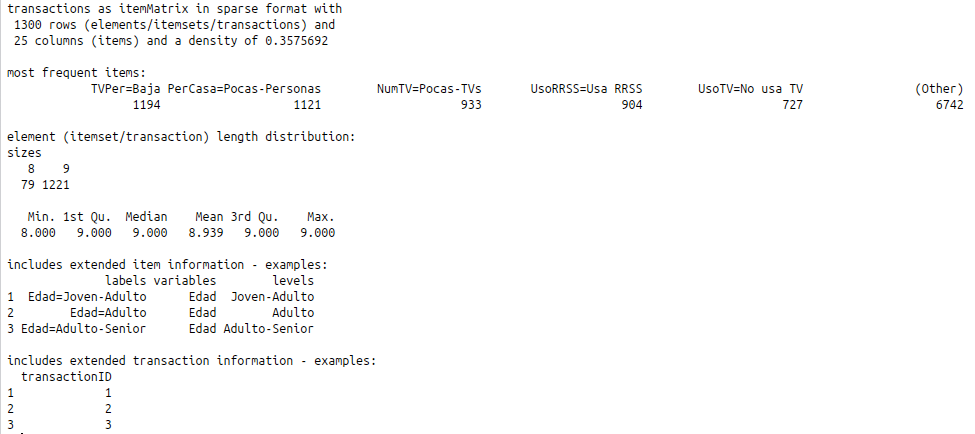 transactions as itemMatrix in sparse format with
1300 rows (elements/itemsets/transactions) and
25 columns (items) and a density of 0.3575692
most frequent items:
TVPer=Baja PerCasa=Pocas-Personas NumTV=Pocas-TVs UsoRRSS=Usa RRSS UsoTV=No usa TV (Other)
1194 1121 933 904 727 6742
element (itemset/transaction) length distribution:
sizes
8 9
79 1221
Min. 1st Qu. Median Mean 3rd Qu. Max.
8.000 9.000 9.000 8.939 9.000 9.000
includes extended item information - examples:
labels variables levels
1 Edad=Joven-Adulto Edad Joven-Adulto
2 Edad=Adulto Edad Adulto
3 Edad=Adulto-Senior Edad Adulto-Senior
includes extended transaction information - examples:
transactionID
1 1
2 2
3 3